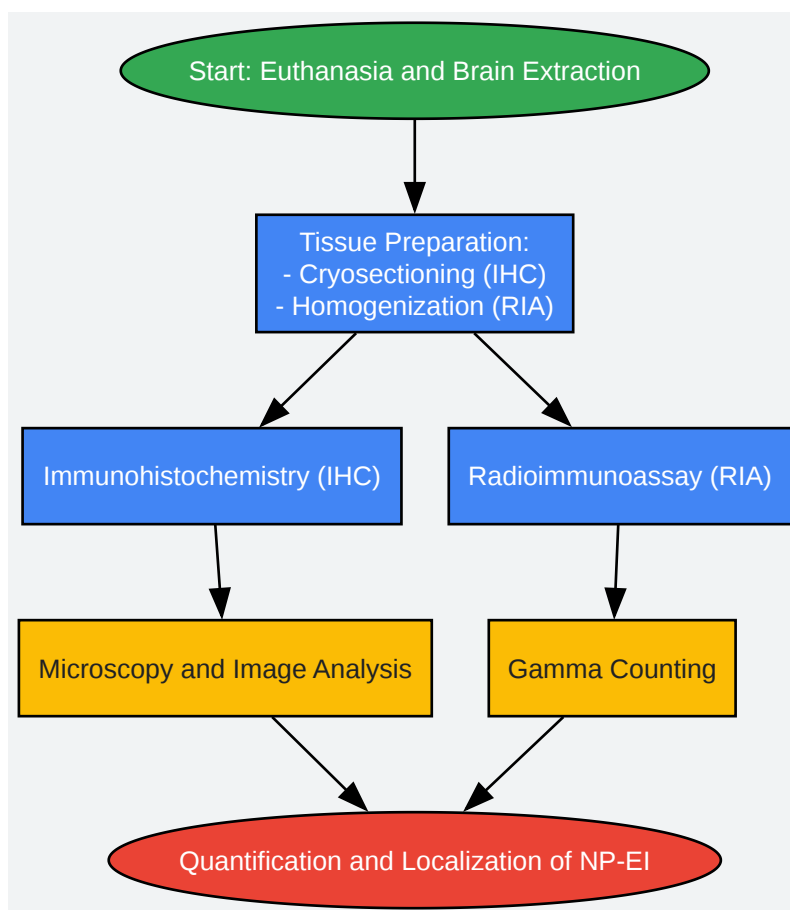 Start: Euthanasia and Brain Extraction
Tissue Preparation:
- Cryosectioning (IHC)
- Homogenization (RIA)
Immunohistochemistry (IHC)
Radioimmunoassay (RIA)
Microscopy and Image Analysis
Gamma Counting
Quantification and Localization of NP-EI